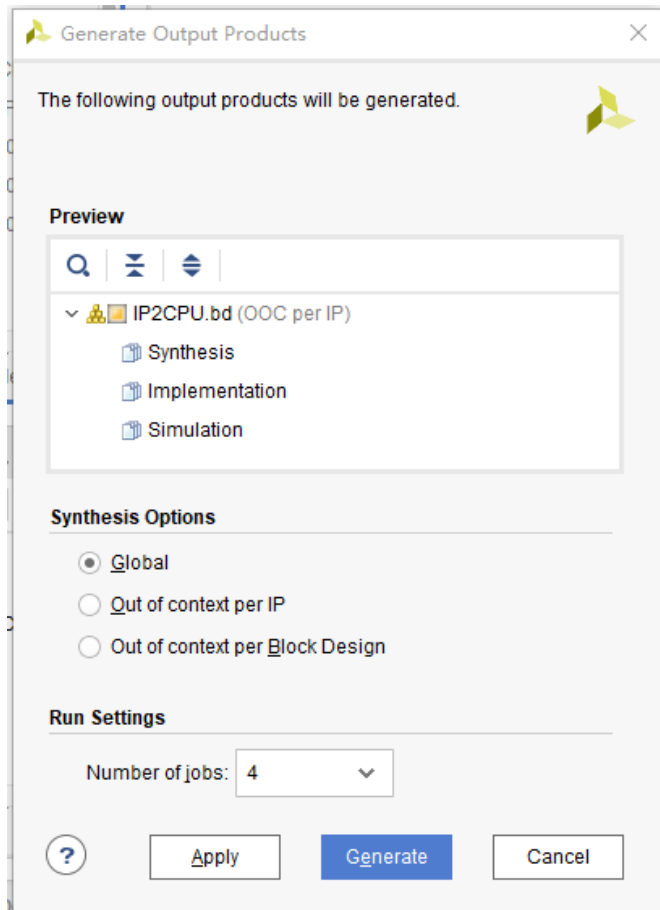 Generate Output Products
The following output products will be generated.
Preview
IP2CPU.bd (OOC per IP)
Synthesis
Implementation
Simulation
Synthesis Options
Global
Out of context per IP
Out of context per Block Design
Run Settings
Number of jobs: 4
? Apply Generate Cancel